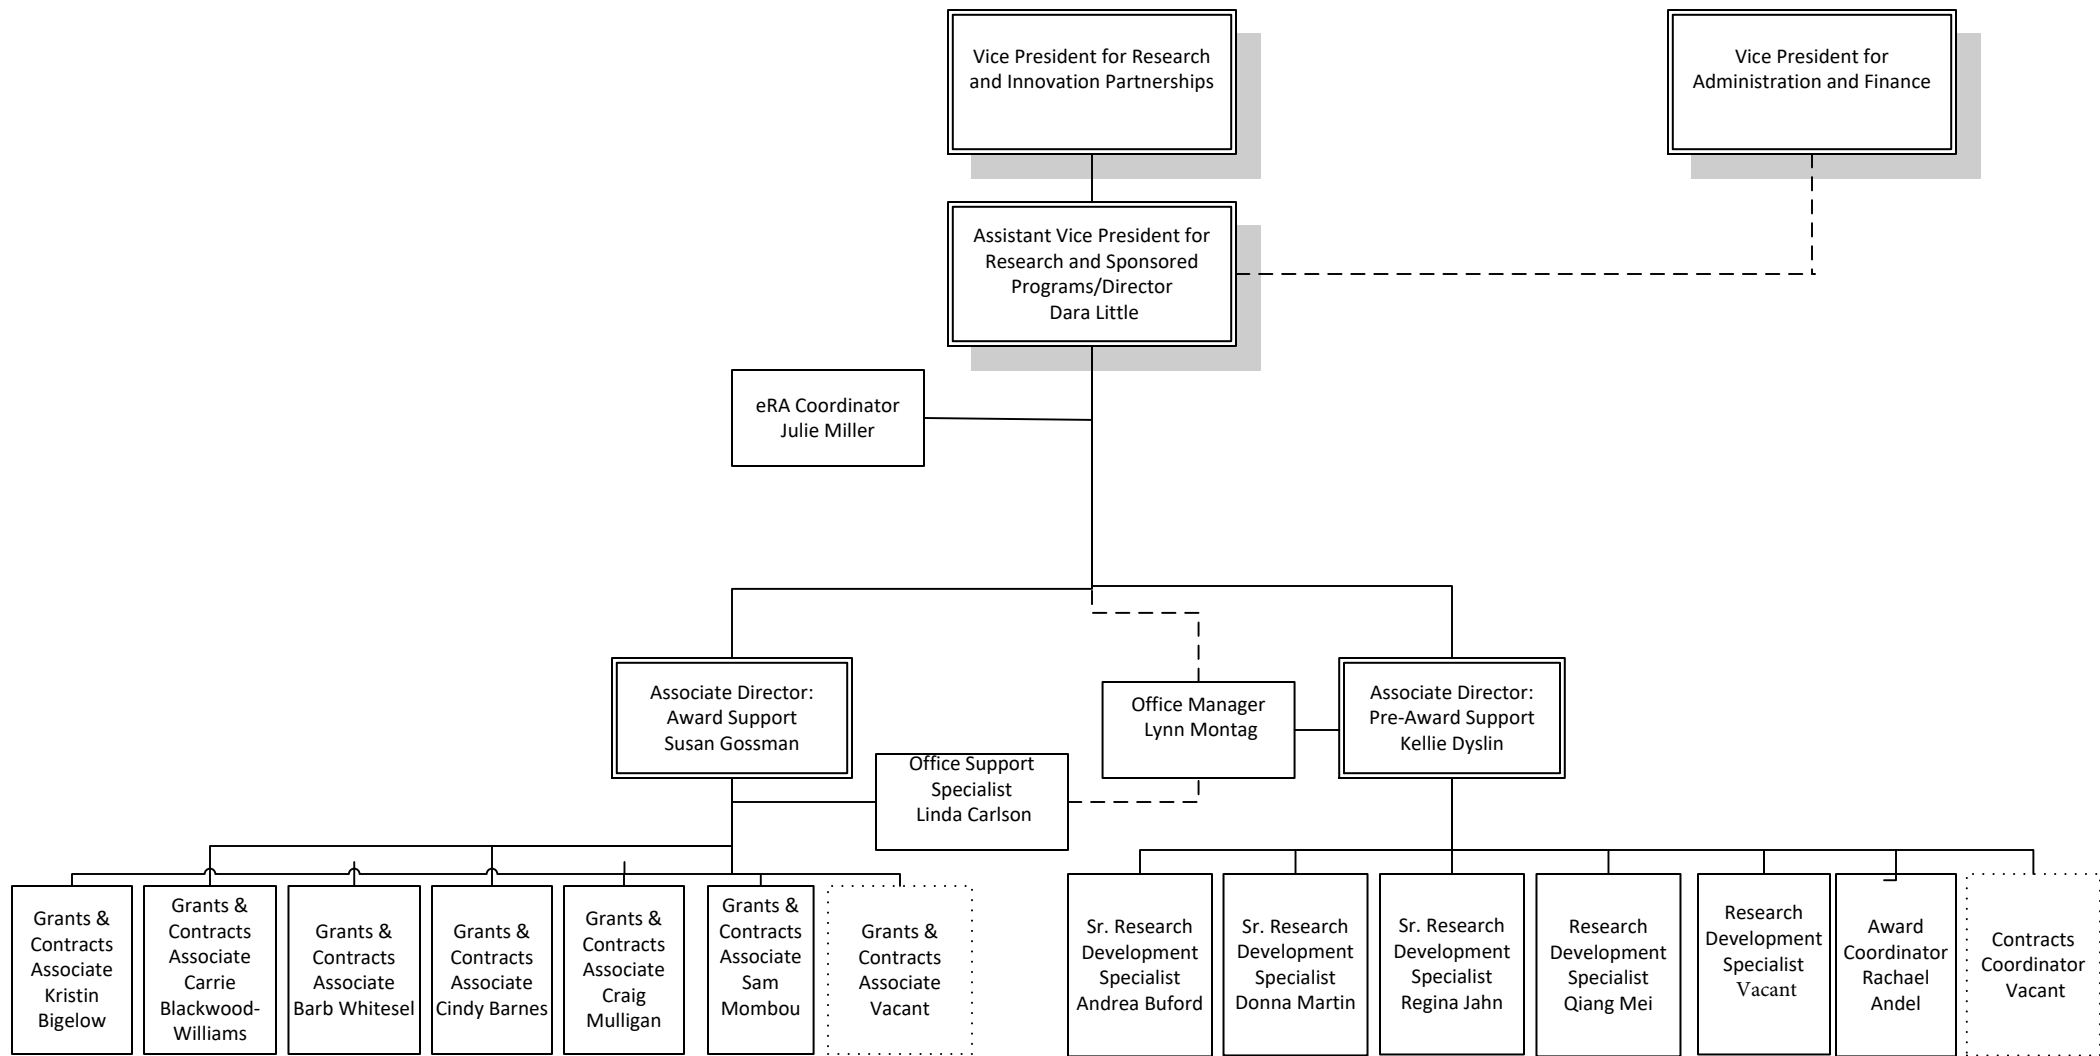 Vice President for Research
and Innovation Partnerships
Vice President for
Administration and Finance
Assistant Vice President for
Research and Sponsored
Programs/Director
Dara Little
eRA Coordinator
Julie Miller
Associate Director:
Award Support
Susan Gossman
Office Manager
Lynn Montag
Associate Director:
Pre-Award Support
Kellie Dyslin
Office Support
Specialist
Linda Carlson
Grants &
Contracts
Associate
Kristin
Bigelow
Grants &
Contracts
Associate
Carrie
Blackwood-
Williams
Grants &
Contracts
Associate
Barb Whitesel
Grants &
Contracts
Associate
Cindy Barnes
Grants &
Contracts
Associate
Craig
Mulligan
Grants &
Contracts
Associate
Sam
Mombou
Grants &
Contracts
Associate
Vacant
Sr. Research
Development
Specialist
Andrea Buford
Sr. Research
Development
Specialist
Donna Martin
Sr. Research
Development
Specialist
Regina Jahn
Research
Development
Specialist
Qiang Mei
Research
Development
Specialist
Vacant
Award
Coordinator
Rachael
Andel
Contracts
Coordinator
Vacant